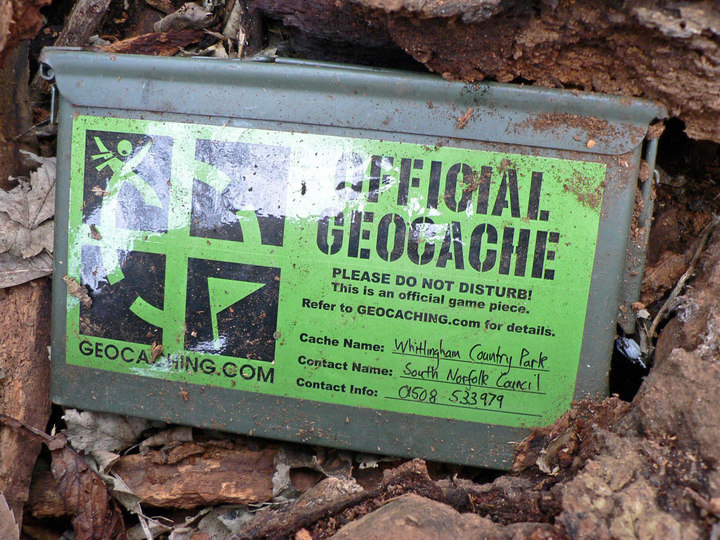 OFFICIAL
GEOCACHE
PLEASE DO NOT DISTURB!
This is an official game piece.
Refer to GEOCACHING.com for details.
Cache Name: Whitlingham Country Park
Contact Name: South Norfolk Council
Contact Info: 01508 533979
GEOCACHING.COM